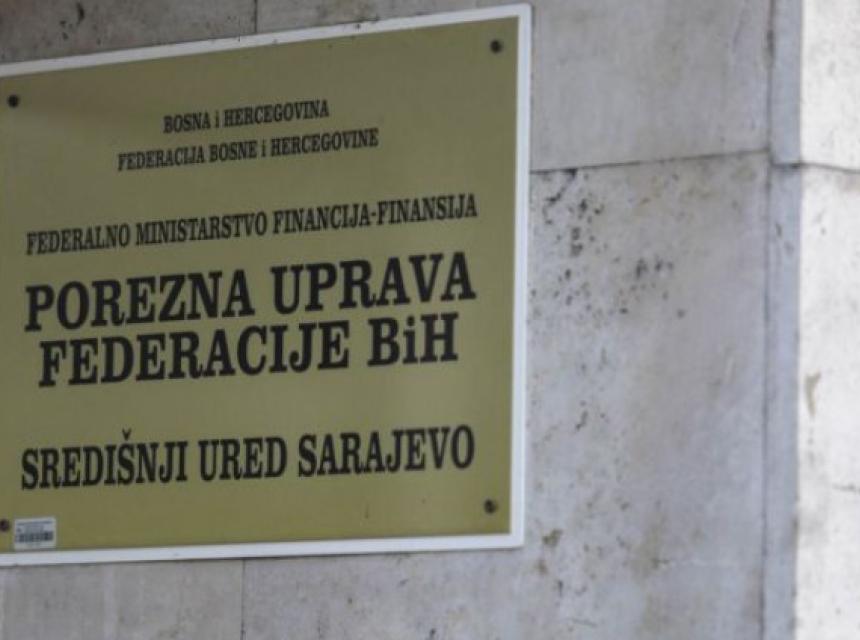 BOSNA i HERCEGOVINA
FEDERACIJA BOSNE i HERCEGOVINE
FEDERALNO MINISTARSTVO FINANCIJA-FINANSIJA
POREZNA UPRAVA
FEDERACIJE BiH
SREDIŠNJI URED SARAJEVO